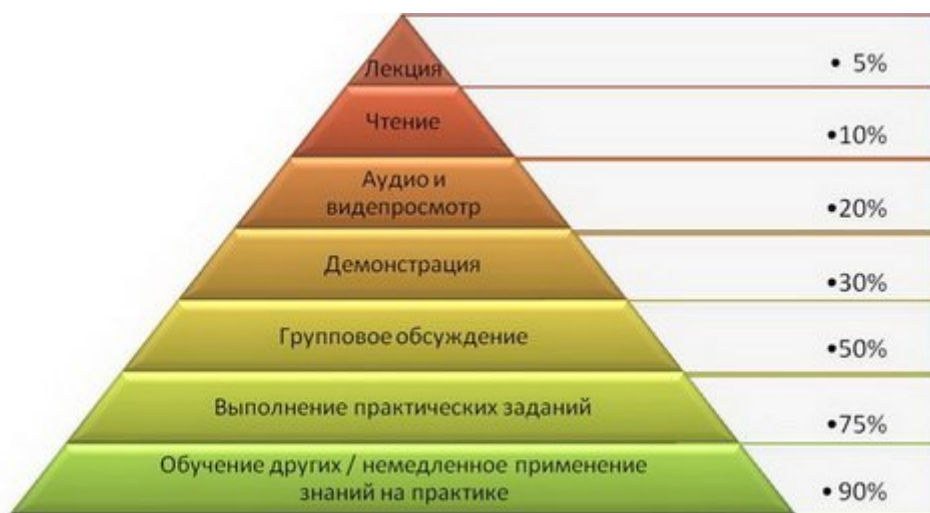 Лекция
• 5%
Чтение
•10%
Аудио и
видепросмотр
•20%
Демонстрация
•30%
Групповое обсуждение
•50%
Выполнение практических заданий
•75%
Обучение других / немедленное применение
знаний на практике
• 90%